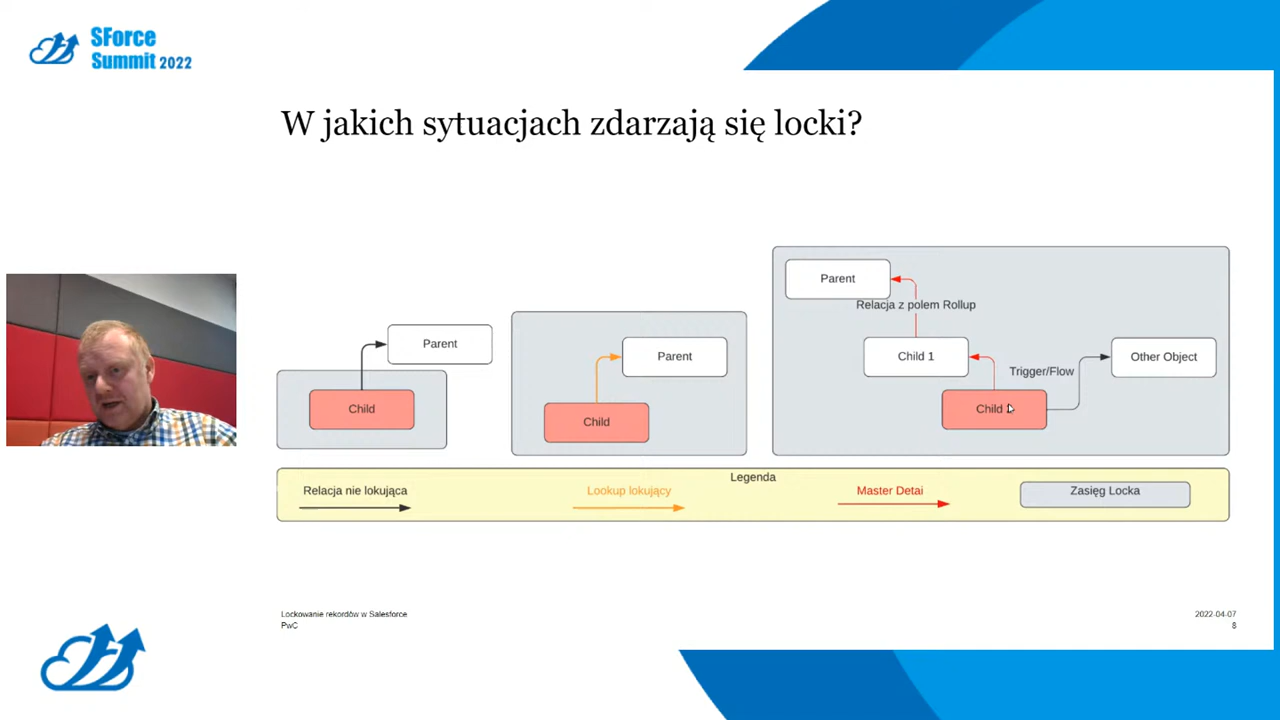 SForce
Summit 2022
W jakich sytuacjach zdarzają się locki?
Parent
Child
Parent
Child
Parent
Relacja z polem Rollup
Child 1
Trigger/Flow
Other Object
Child
Legenda
Relacja nie lokująca
Lookup lokujący
Master Detai
Zasięg Locka
Lockowanie rekordów w Salesforce
PwC
2022-04-07
8